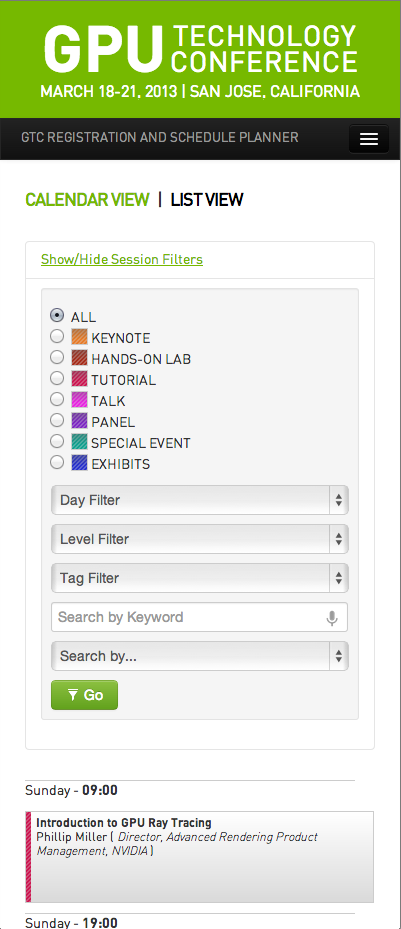 GPU TECHNOLOGY
CONFERENCE
MARCH 18-21, 2013 | SAN JOSE, CALIFORNIA
GTC REGISTRATION AND SCHEDULE PLANNER
CALENDAR VIEW | LIST VIEW
Show/Hide Session Filters
ALL
KEYNOTE
HANDS-ON LAB
TUTORIAL
TALK
PANEL
SPECIAL EVENT
EXHIBITS
Day Filter
Level Filter
Tag Filter
Search by Keyword
Search by...
Go
Sunday - 09:00
Introduction to GPU Ray Tracing
Phillip Miller ( Director, Advanced Rendering Product
Management, NVIDIA )
Sunday - 19:00